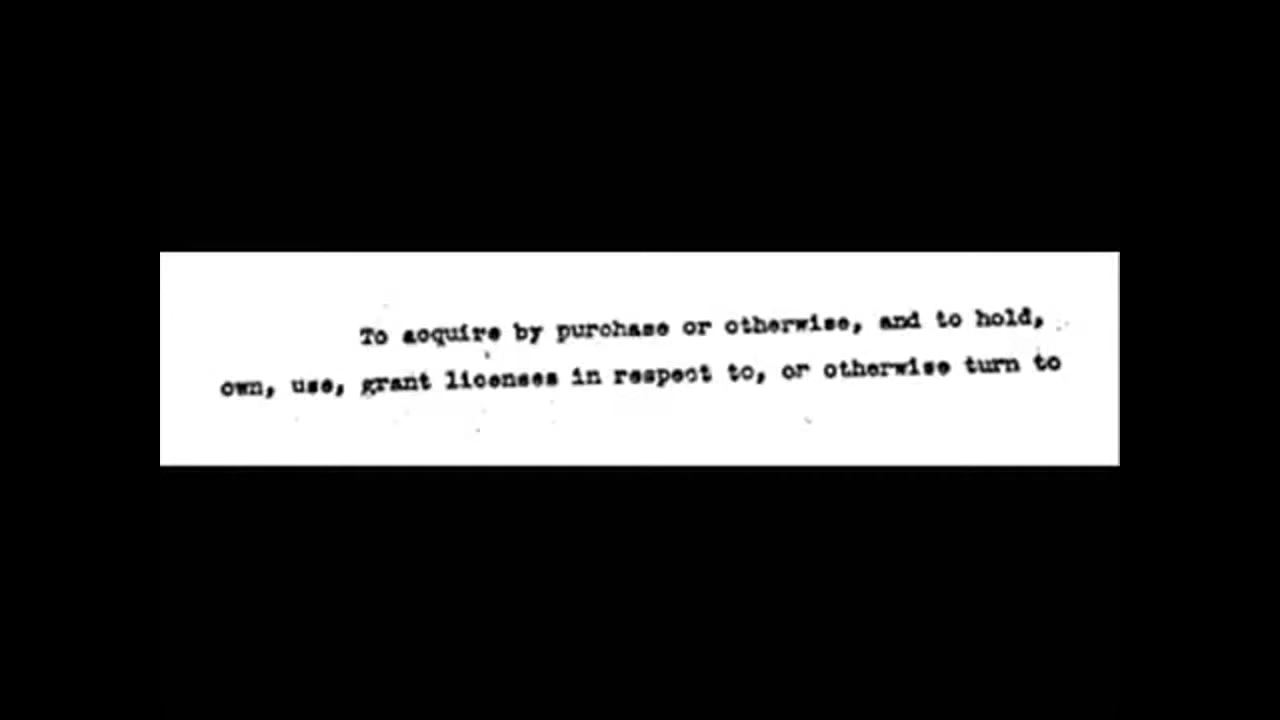 To acquire by purchase or otherwise, and to hold,
own, use, grant licenses in respect to, or otherwise turn to